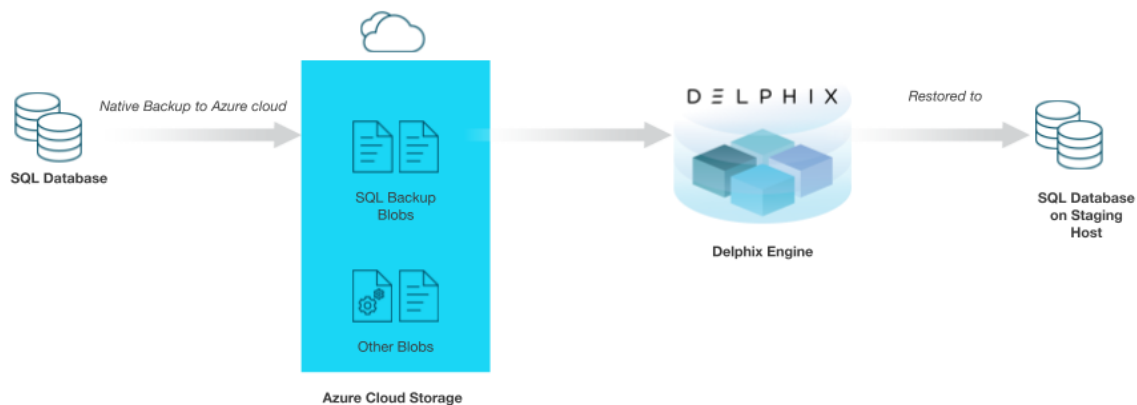 Native Backup to Azure cloud
SQL Database
SQL Backup
Blobs
Other Blobs
Azure Cloud Storage
DELPHIX
Delphix Engine
Restored to
SQL Database
on Staging
Host